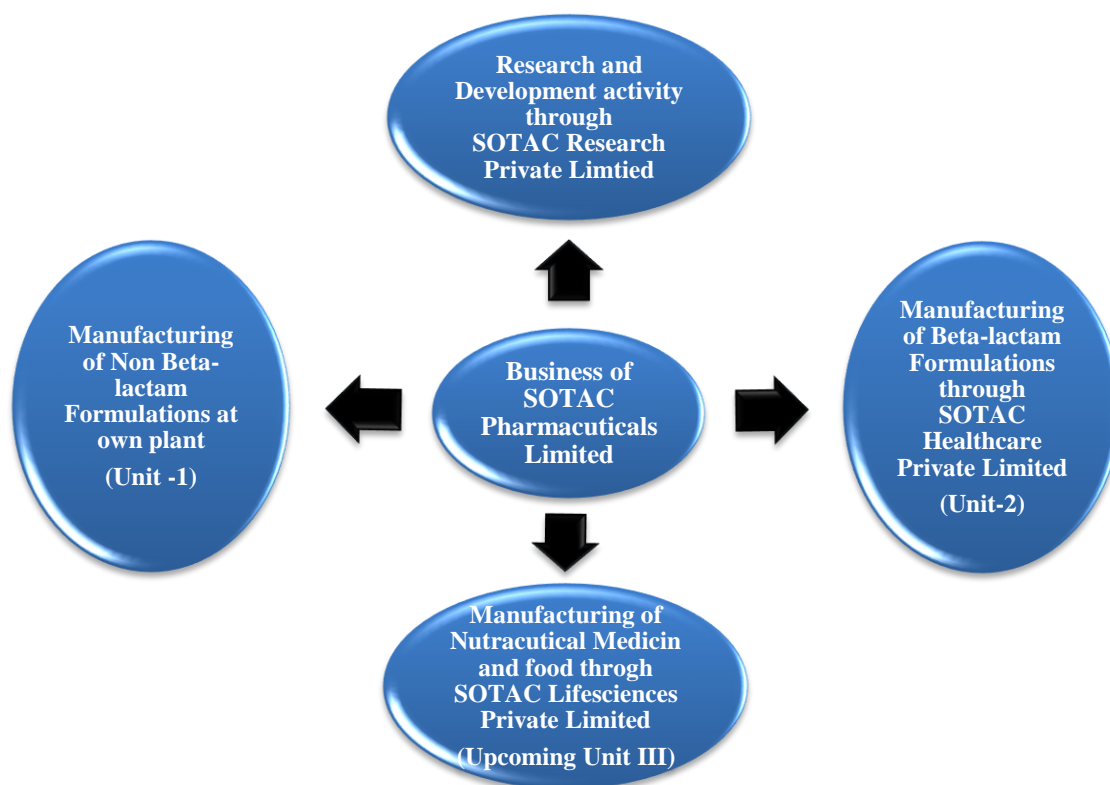 Research and
Development activity
through
SOTAC Research
Private Limtied
Manufacturing
of Non Beta-
lactam
Formulations at
own plant
(Unit -1)
Business of
SOTAC
Pharmacuticals
Limited
Manufacturing
of Beta-lactam
Formulations
through
SOTAC
Healthcare
Private Limited
(Unit-2)
Manufacturing of
Nutracutical Medicin
and food throgh
SOTAC Lifesciences
Private Limited
(Upcoming Unit III)